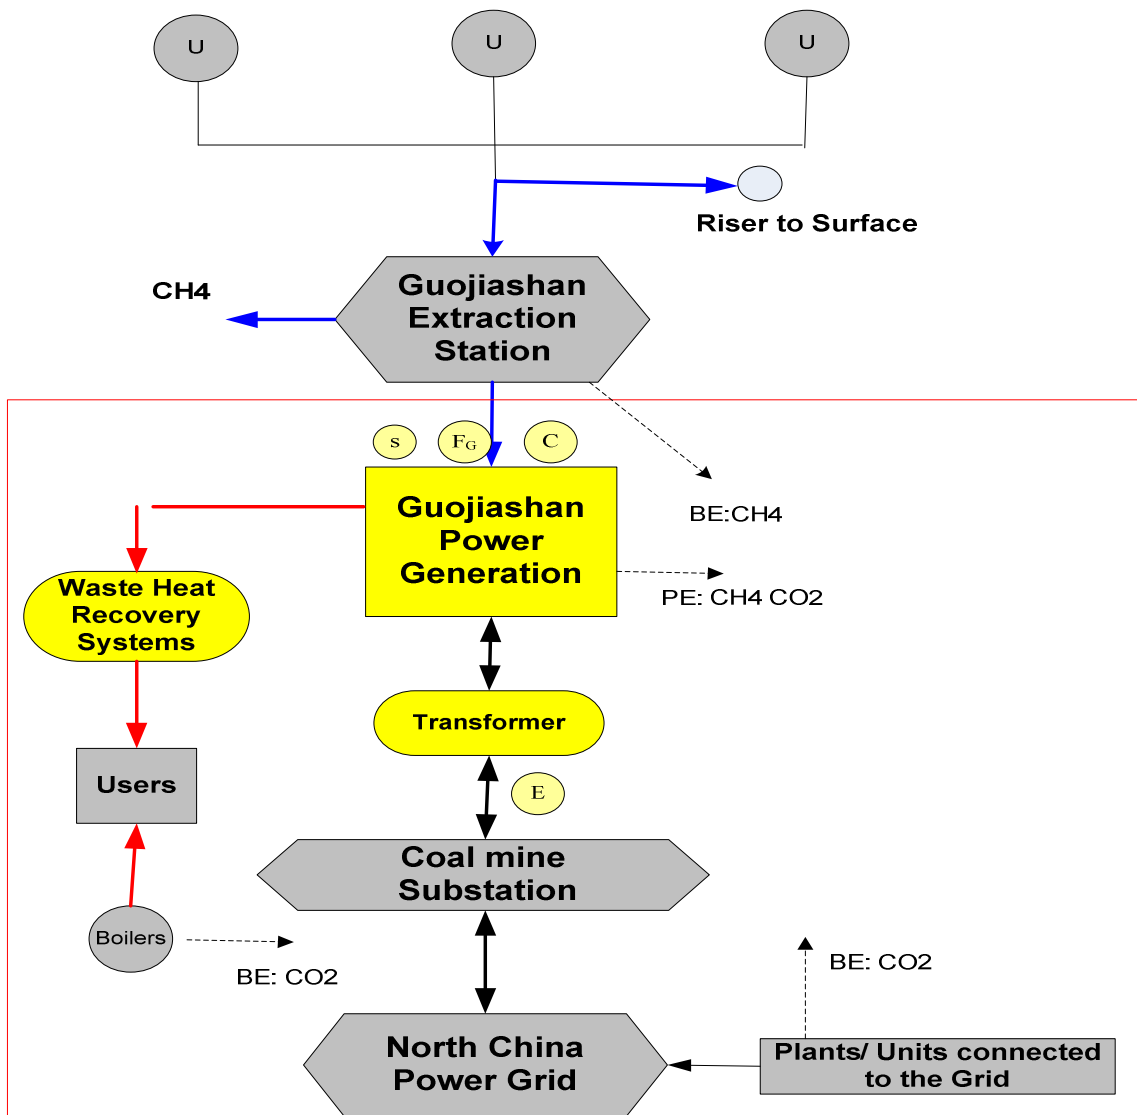 U
U
U
Riser to Surface
CH4
Guojiashan
Extraction
Station
s
FG
C
BE:CH4
Guojiashan
Power
Generation
PE: CH4 CO2
Waste Heat
Recovery
Systems
Transformer
Users
E
Coal mine
Substation
Boilers
BE: CO2
BE: CO2
North China
Power Grid
Plants/ Units connected
to the Grid